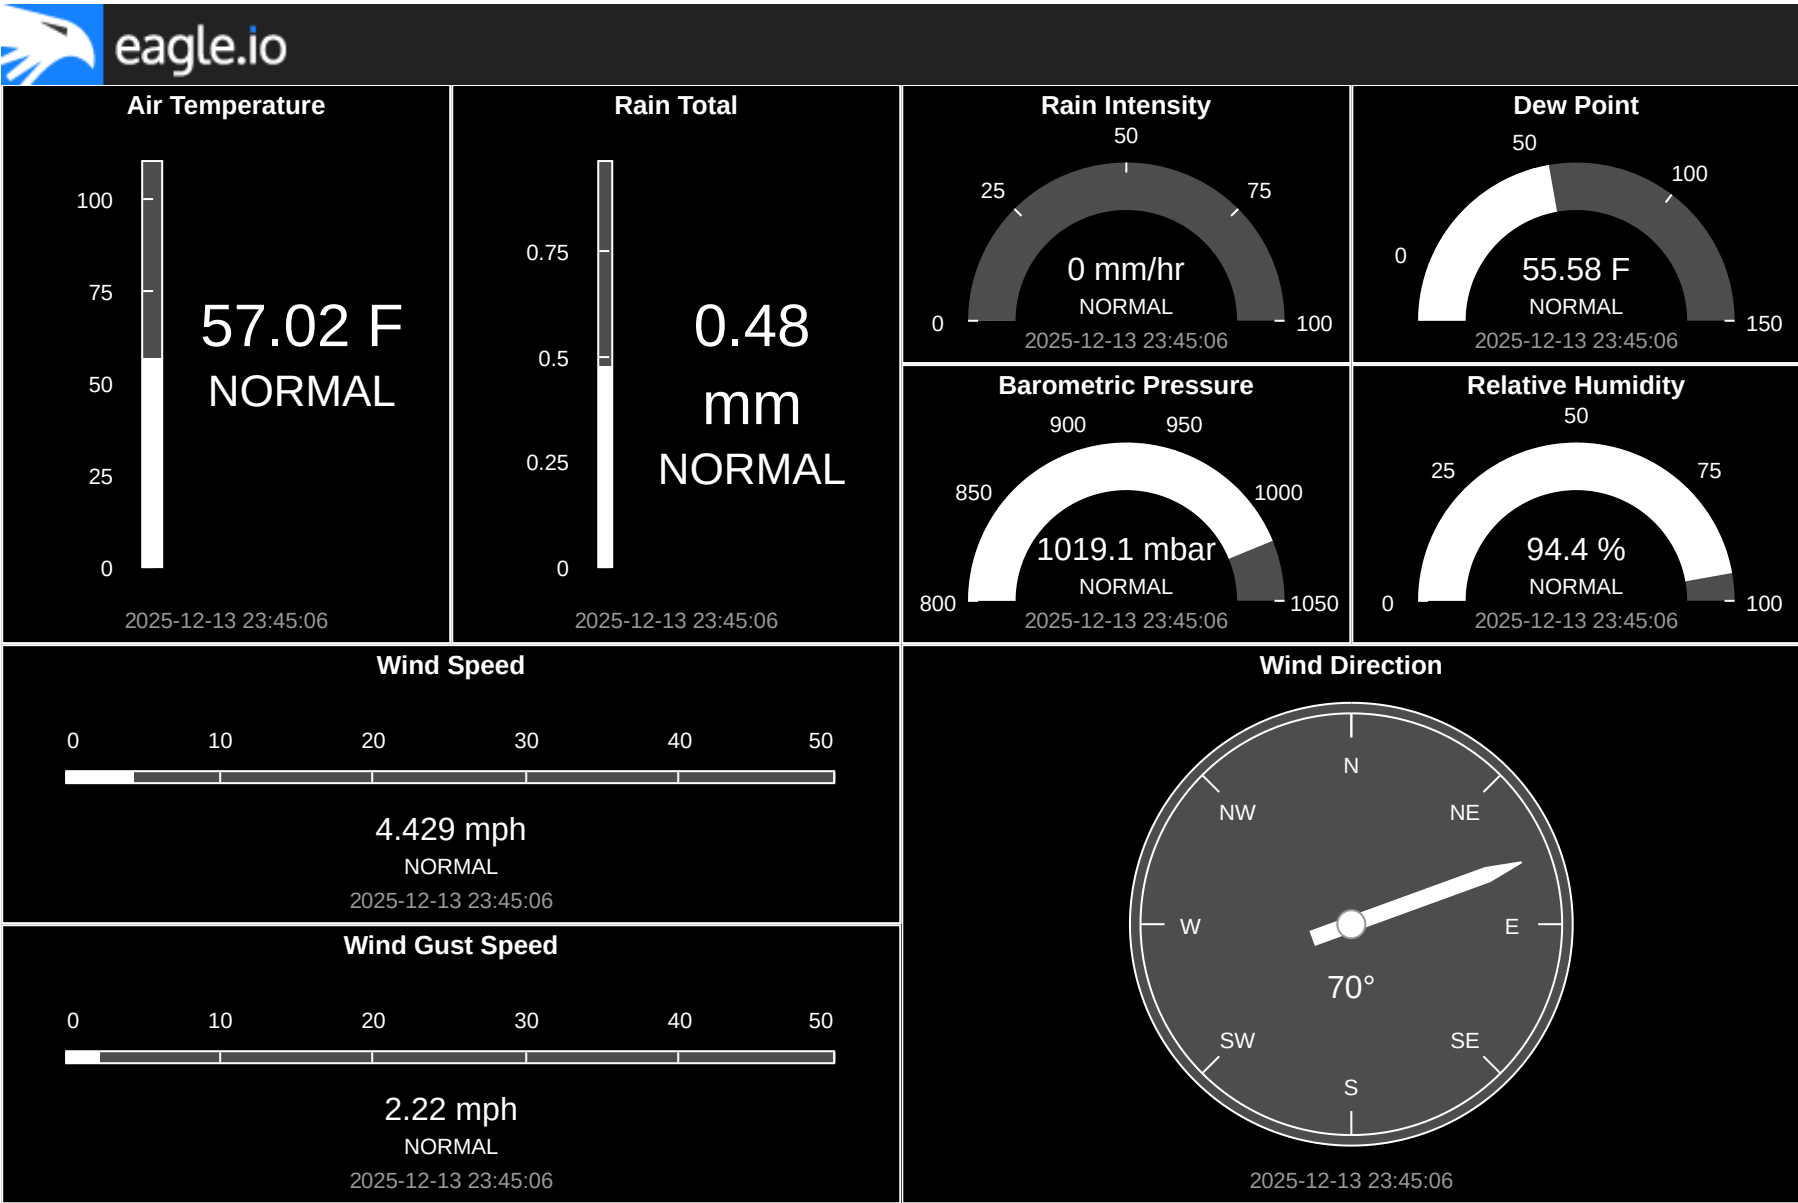 eagle.io
Air Temperature
100
75
50
25
0
57.02 F
NORMAL
2025-12-13 23:45:06
Rain Total
0.75
0.5
0.25
0
0.48
mm
NORMAL
2025-12-13 23:45:06
Rain Intensity
0
25
50
75
100
0 mm/hr
NORMAL
2025-12-13 23:45:06
Dew Point
0
50
100
150
55.58 F
NORMAL
2025-12-13 23:45:06
Barometric Pressure
800
850
900
950
1000
1050
1019.1 mbar
NORMAL
2025-12-13 23:45:06
Relative Humidity
0
25
50
75
100
94.4 %
NORMAL
2025-12-13 23:45:06
Wind Speed
0 10 20 30 40 50
4.429 mph
NORMAL
2025-12-13 23:45:06
Wind Gust Speed
0 10 20 30 40 50
2.22 mph
NORMAL
2025-12-13 23:45:06
Wind Direction
N
NW NE
W E
70°
SW SE
S
2025-12-13 23:45:06